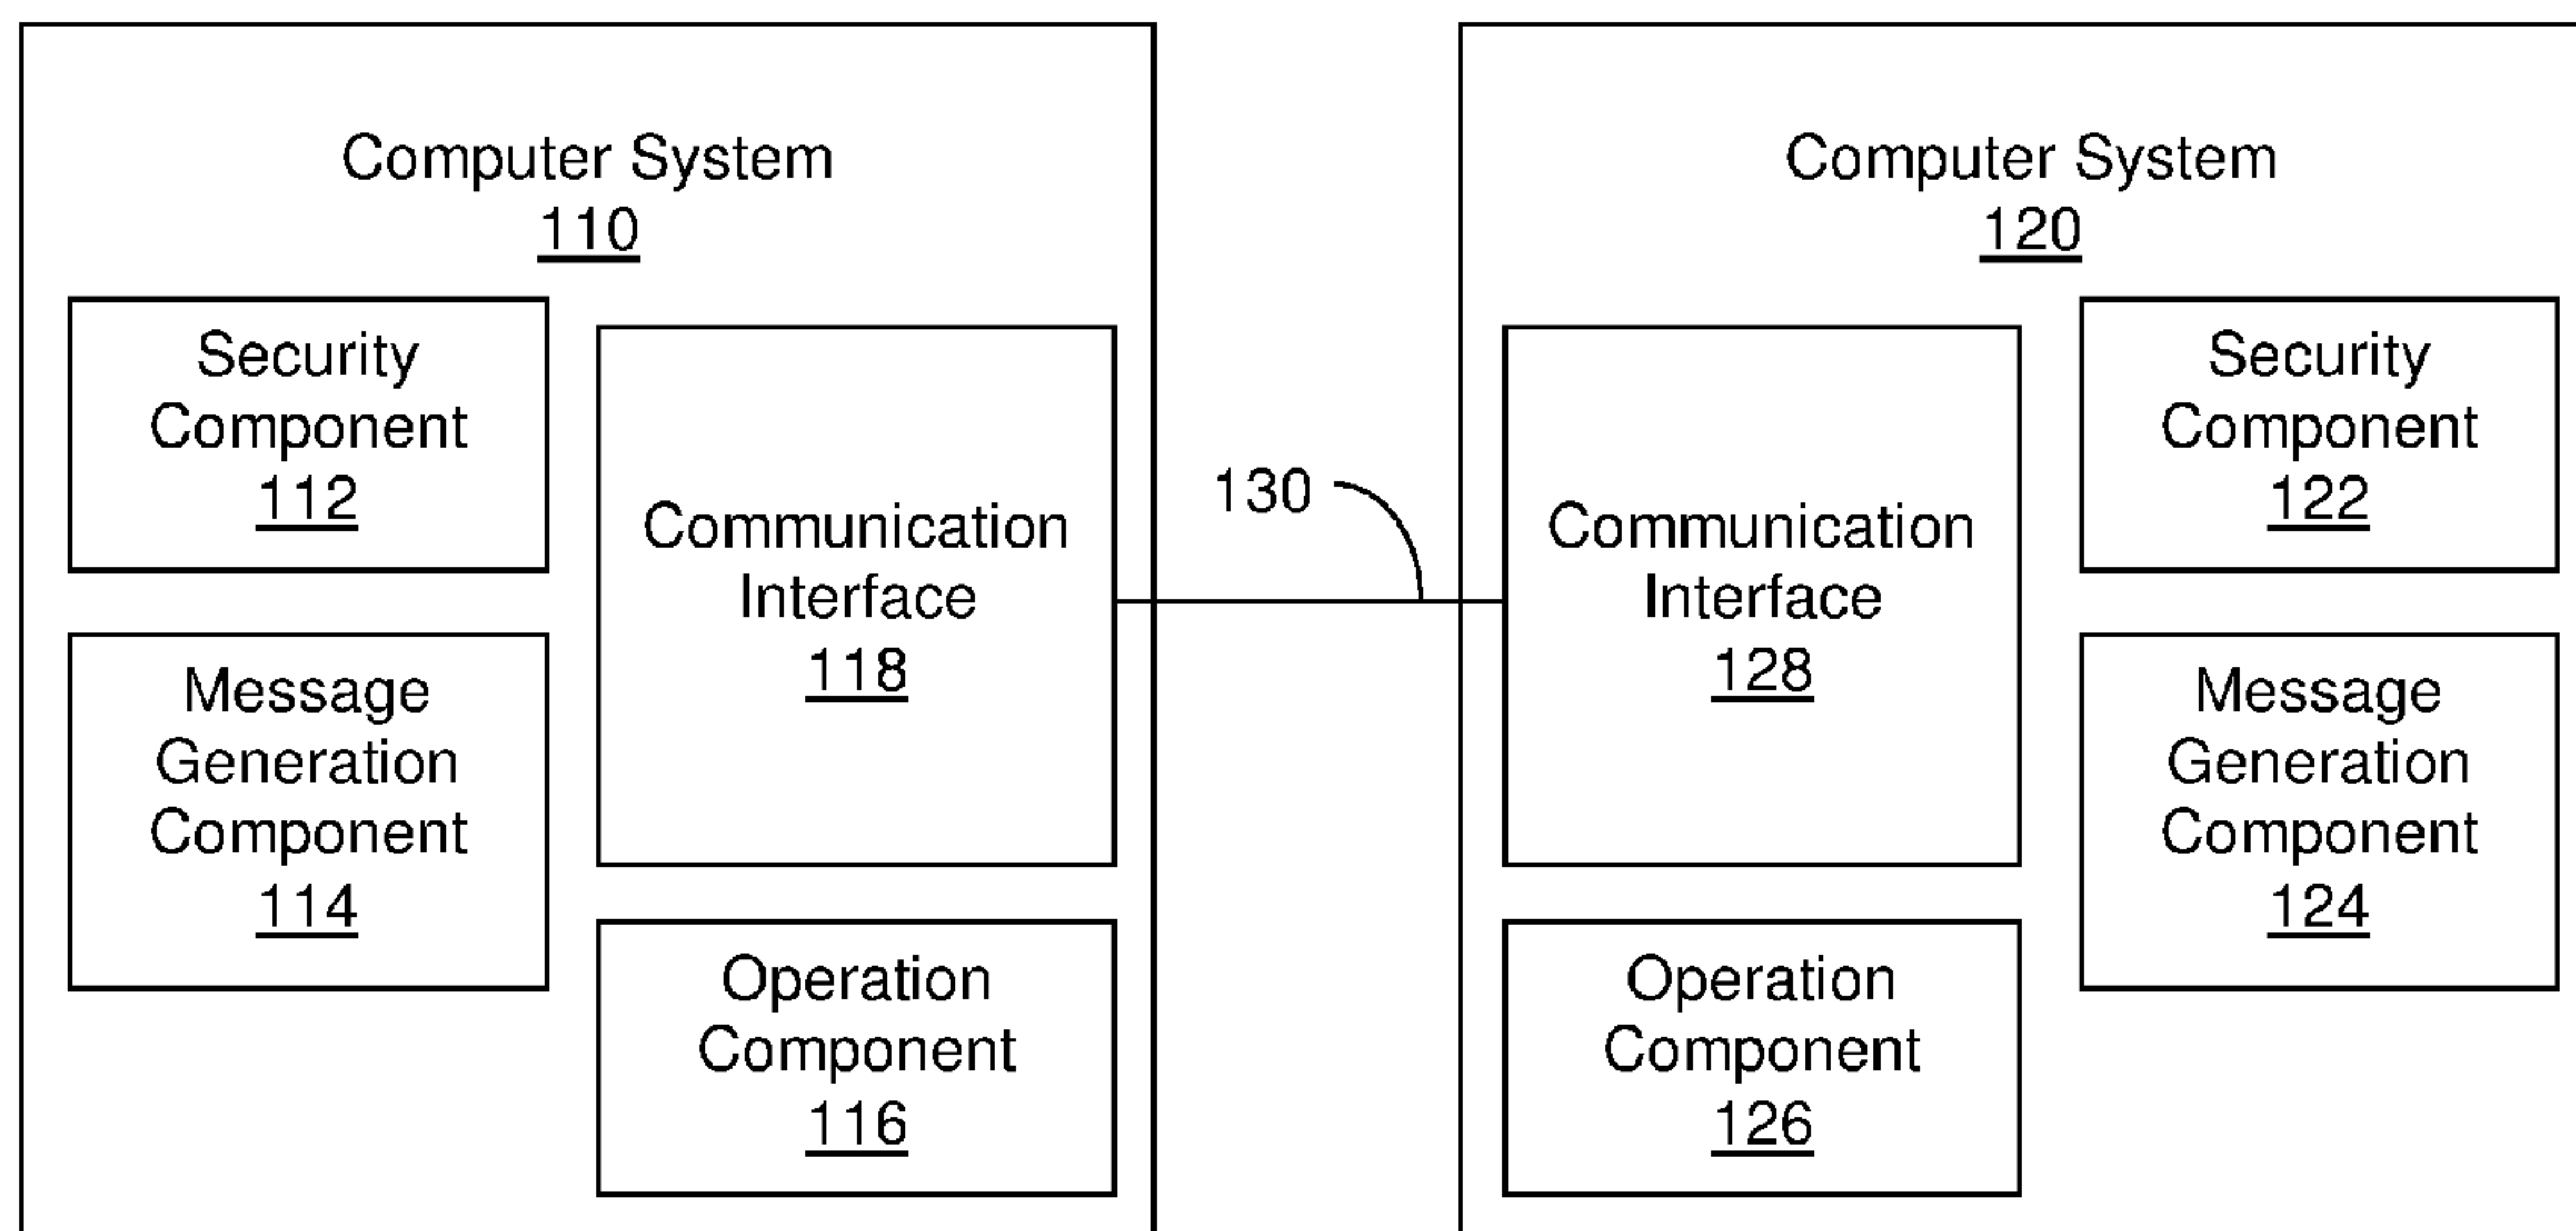 Computer System
110
Security
Component
112
Message
Generation
Component
114
Communication
Interface
118
Operation
Component
116
130
Computer System
120
Communication
Interface
128
Operation
Component
126
Security
Component
122
Message
Generation
Component
124